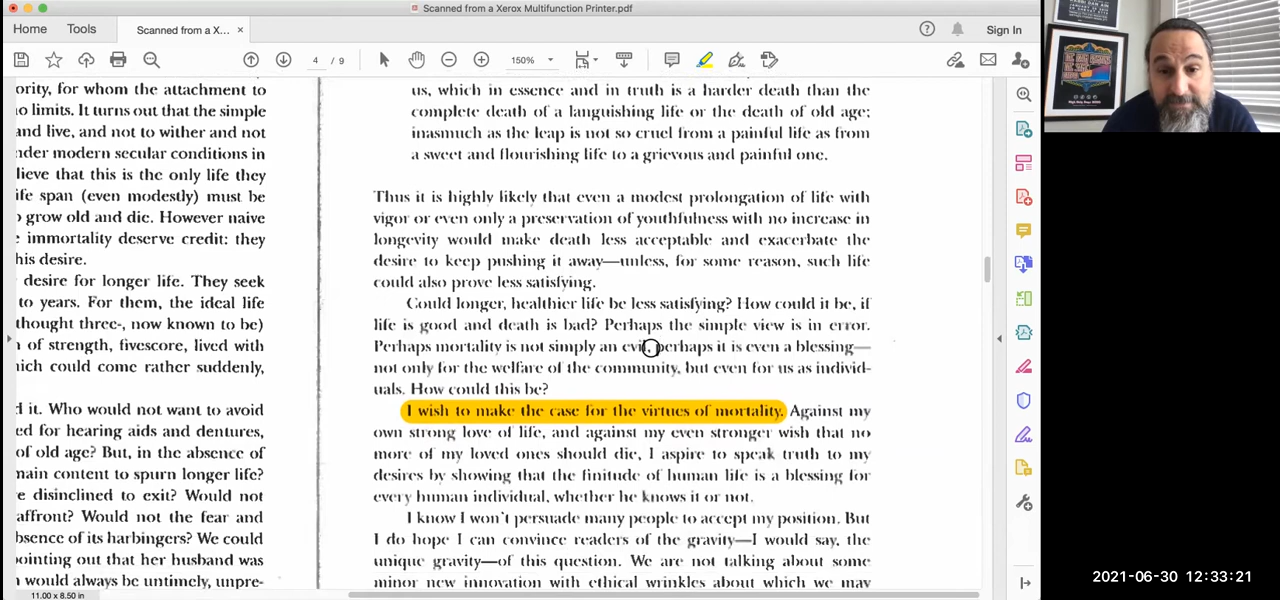 Scanned from a Xerox Multifunction Printer.pdf
Home
Tools
Scanned from a X...
Sign In
4 / 9
150%
ority, for whom the attachment to
no limits. It turns out that the simple
and live, and not to wither and not
nder modern secular conditions in
lieve that this is the only life they
ife span (even modestly) must be
grow old and die. However naive
immortality deserve credit: they
his desire.
desire for longer life. They seek
to years. For them, the ideal life
thought three-, now known to be)
of strength, fivescore, lived with
ich could come rather suddenly,
d it. Who would not want to avoid
ed for hearing aids and dentures,
of old age? But, in the absence of
main content to spurn longer life?
e disinclined to exit? Would not
affront? Would not the fear and
bsence of its harbingers? We could
ointing out that her husband was
would always be untimely, unpre-
is, which in essence and in truth is a harder death than the
complete death of a languishing life or the death of old age;
inasmuch as the leap is not so cruel from a painful life as from
a sweet and flourishing life to a grievous and painful one.
Thus it is highly likely that even a modest prolongation of life with
vigor or even only a preservation of youthfulness with no increase in
longevity would make death less acceptable and exacerbate the
desire to keep pushing it away—unless, for some reason, such life
could also prove less satisfying.
Could longer, healthier life be less satisfying? How could it be, if
life is good and death is bad? Perhaps the simple view is in error.
Perhaps mortality is not simply an evil, perhaps it is even a blessing—
not only for the welfare of the community, but even for us as individ-
uals. How could this be?
I wish to make the case for the virtues of mortality. Against my
own strong love of life, and against my even stronger wish that no
more of my loved ones should die, I aspire to speak truth to my
desires by showing that the finitude of human life is a blessing for
every human individual, whether he knows it or not.
I know I won't persuade many people to accept my position. But
I do hope I can convince readers of the gravity—I would say, the
unique gravity—of this question. We are not talking about some
minor new innovation with ethical wrinkles about which we may
11.00 x 8.50 in
2021-06-30 12:33:21